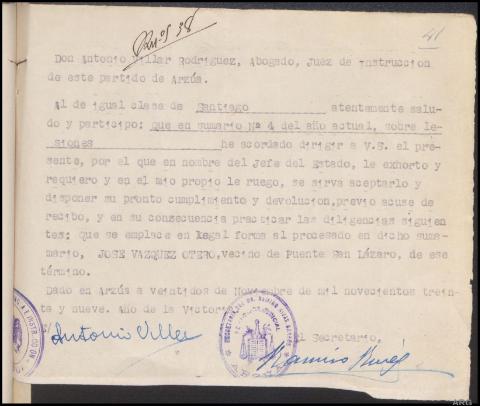 41
Don Antonio Villar Rodriguez, Abogado, Juez de Instruccion
de este partido de Arzúa.
Al de igual clase de Santiago atentamente salu-
do y participo: que en sumario Nº 4 del año actual, sobre le-
siones he acordado dirigir a V.S. el pre-
sente, por el que en nombre del Jefe del Estado, le exhorto y
requiero y en el mio propio le ruego, se sirva aceptarlo y
disponer su pronto cumplimiento y devolucion, previo acuse de
recibo, y en su consecuencia practicar las diligencias siguien
tes: que se emplace en legal forma al procesado en dicho suma-
mario, JOSE VAZQUEZ OTERO, vecino de Puente San Lázaro, de ese
término.
Dado en Arzúa a veintidos de Noviembre de mil novecientos trein
ta y nueve. Año de la Victoria
El Secretario,
Antonio Villar
Ramiro